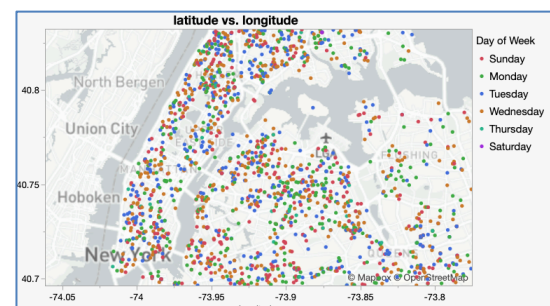 latitude vs. longitude
Day of Week
Sunday
Monday
Tuesday
Wednesday
Thursday
Saturday
40.8
40.75
40.7
North Bergen
Union City
Hoboken
New York
FLUSHING
© Mapbox © OpenStreetMap
-74.05
-74
-73.95
-73.9
-73.85
-73.8